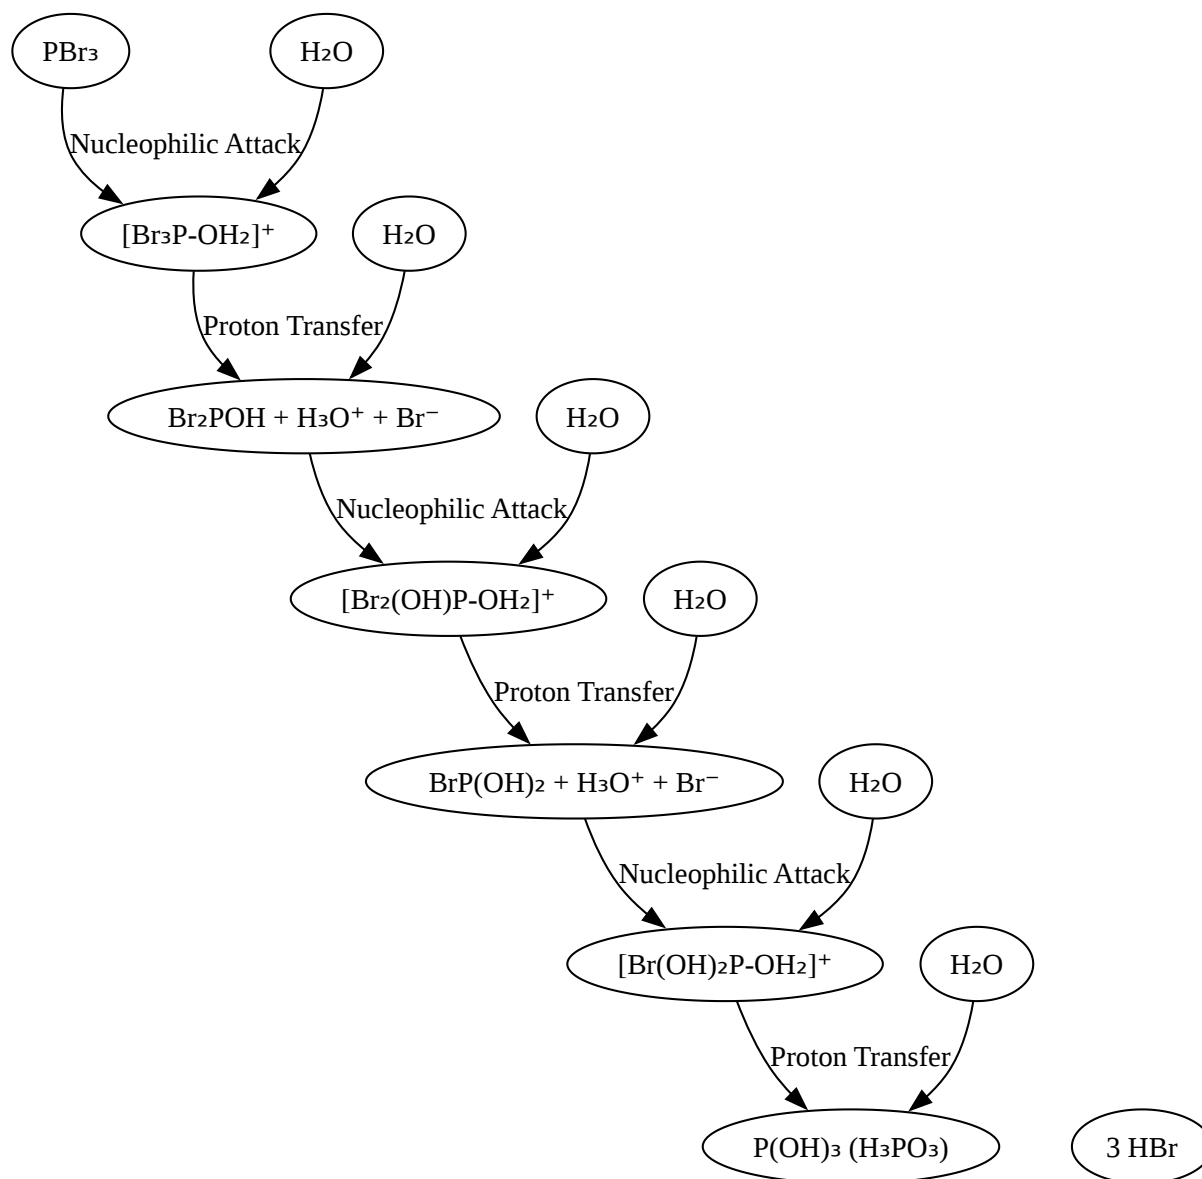 PBr₃
H₂O
Nucleophilic Attack
[Br₃P-OH₂]⁺
H₂O
Proton Transfer
Br₂POH + H₃O⁺ + Br⁻
H₂O
Nucleophilic Attack
[Br₂(OH)P-OH₂]⁺
H₂O
Proton Transfer
BrP(OH)₂ + H₃O⁺ + Br⁻
H₂O
Nucleophilic Attack
[Br(OH)₂P-OH₂]⁺
H₂O
Proton Transfer
P(OH)₃ (H₃PO₃)
3 HBr